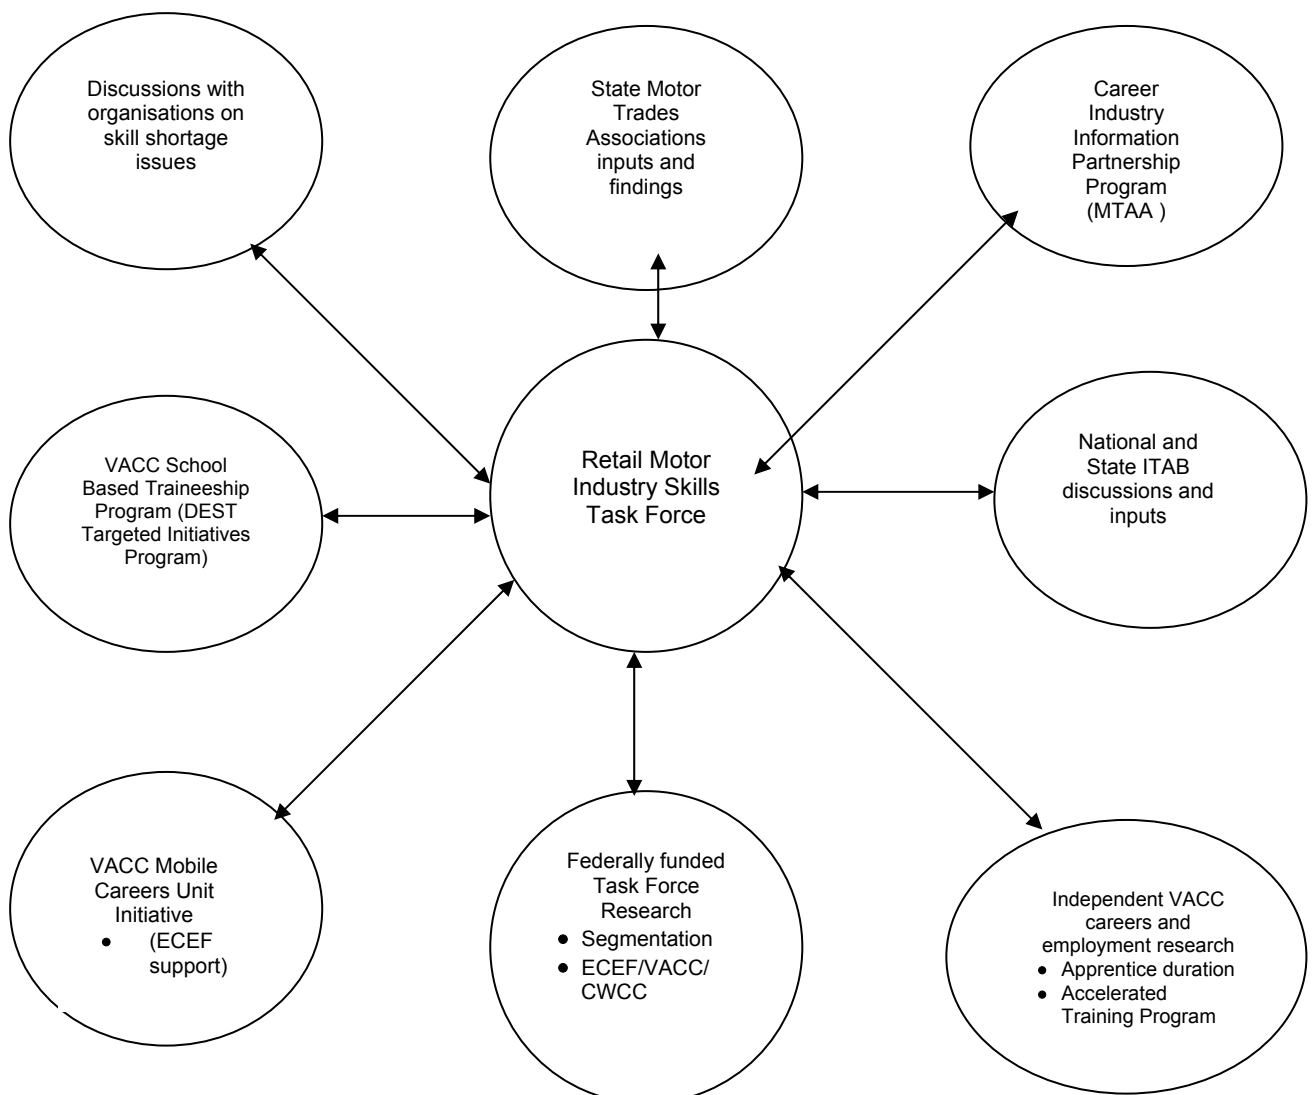 Discussions with
organisations on
skill shortage
issues
State Motor
Trades
Associations
inputs and
findings
Career
Industry
Information
Partnership
Program
(MTAA )
VACC School
Based Traineeship
Program (DEST
Targeted Initiatives
Program)
Retail Motor
Industry Skills
Task Force
National and
State ITAB
discussions and
inputs
VACC Mobile
Careers Unit
Initiative
• (ECEF
support)
Federally funded
Task Force
Research
• Segmentation
• ECEF/VACC/
CWCC
Independent VACC
careers and
employment research
• Apprentice duration
• Accelerated
Training Program